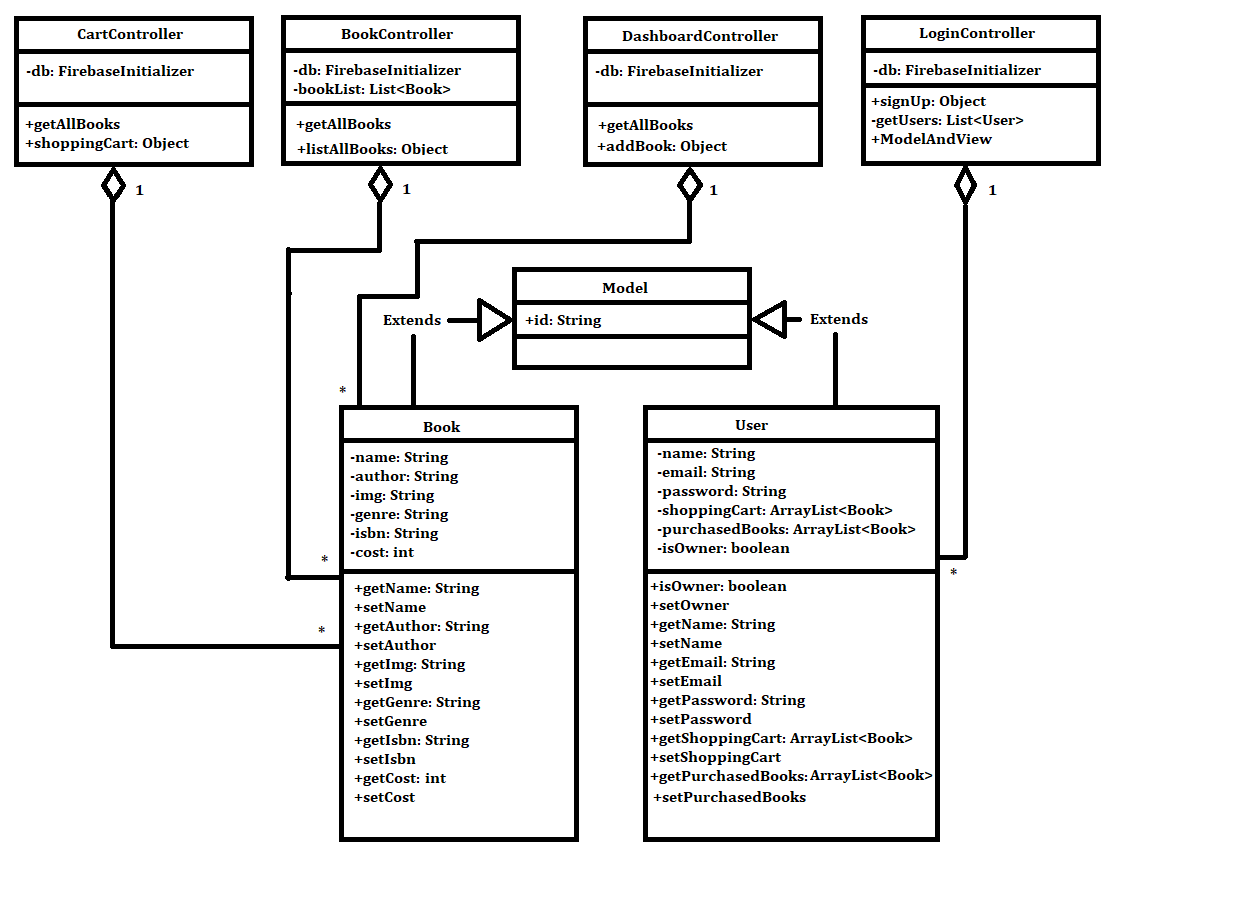 CartController
-db: FirebaseInitializer
+getAllBooks
+shoppingCart: Object
1
BookController
-db: FirebaseInitializer
-bookList: List<Book>
+getAllBooks
+listAllBooks: Object
1
DashboardController
-db: FirebaseInitializer
+getAllBooks
+addBook: Object
1
LoginController
-db: FirebaseInitializer
+signUp: Object
-getUsers: List<User>
+ModelAndView
1
Model
+id: String
Extends
Extends
*
*
*
*
Book
-name: String
-author: String
-img: String
-genre: String
-isbn: String
-cost: int
+getName: String
+setName
+getAuthor: String
+setAuthor
+getImg: String
+setImg
+getGenre: String
+setGenre
+getIsbn: String
+setIsbn
+getCost: int
+setCost
User
-name: String
-email: String
-password: String
-shoppingCart: ArrayList<Book>
-purchasedBooks: ArrayList<Book>
-isOwner: boolean
+isOwner: boolean
+setOwner
+getName: String
+setName
+getEmail: String
+setEmail
+getPassword: String
+setPassword
+getShoppingCart: ArrayList<Book>
+setShoppingCart
+getPurchasedBooks: ArrayList<Book>
+setPurchasedBooks